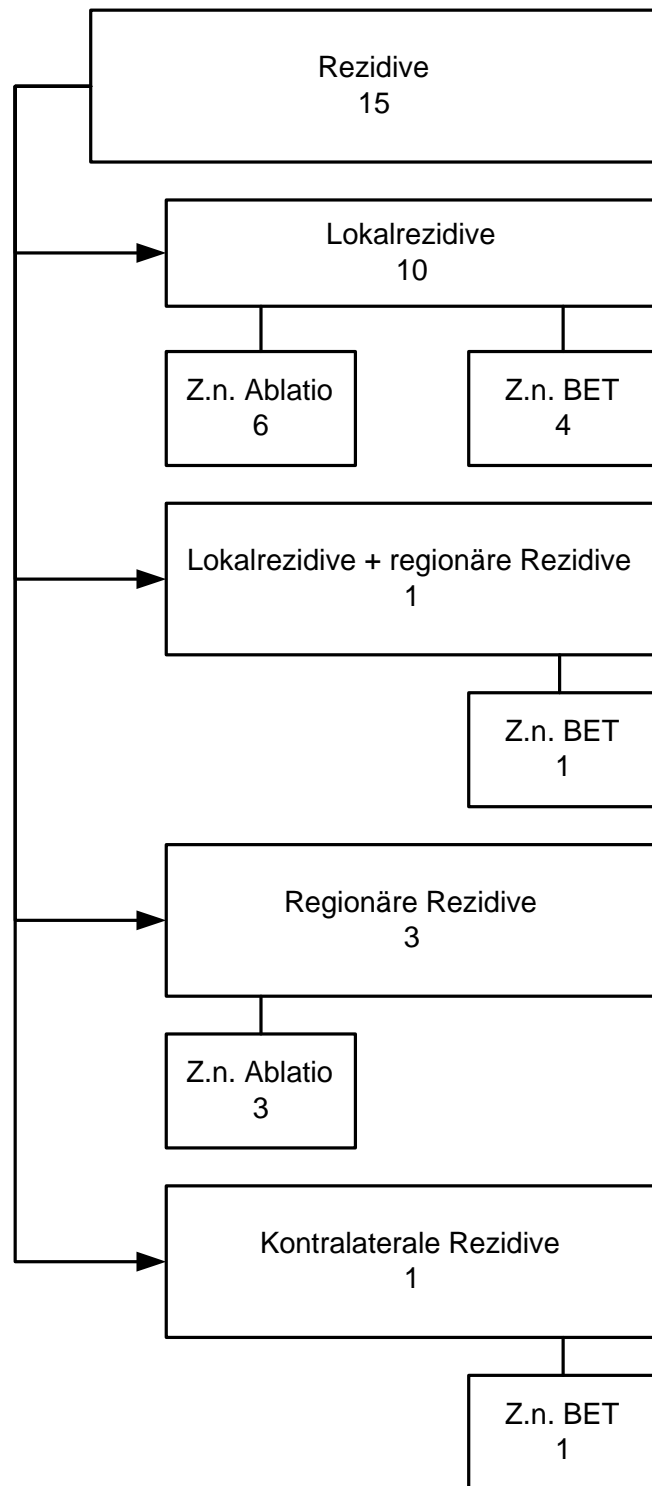 Rezidive
15
Lokalrezidive
10
Z.n. Ablatio
6
Z.n. BET
4
Lokalrezidive + regionäre Rezidive
1
Z.n. BET
1
Regionäre Rezidive
3
Z.n. Ablatio
3
Kontralaterale Rezidive
1
Z.n. BET
1